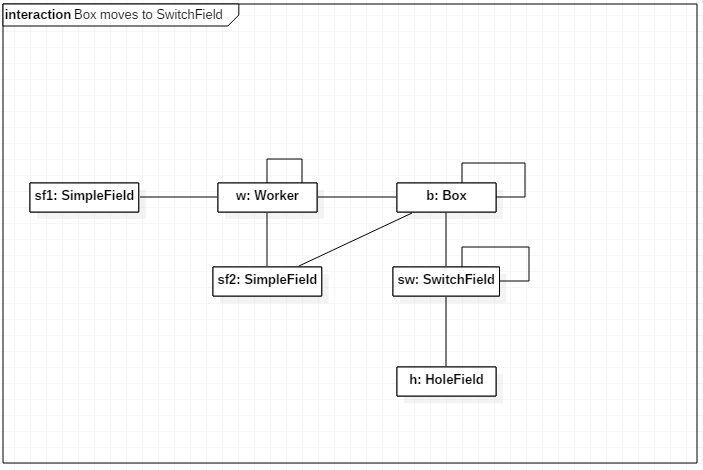 interaction Box moves to SwitchField
sf1: SimpleField
w: Worker
b: Box
sf2: SimpleField
sw: SwitchField
h: HoleField